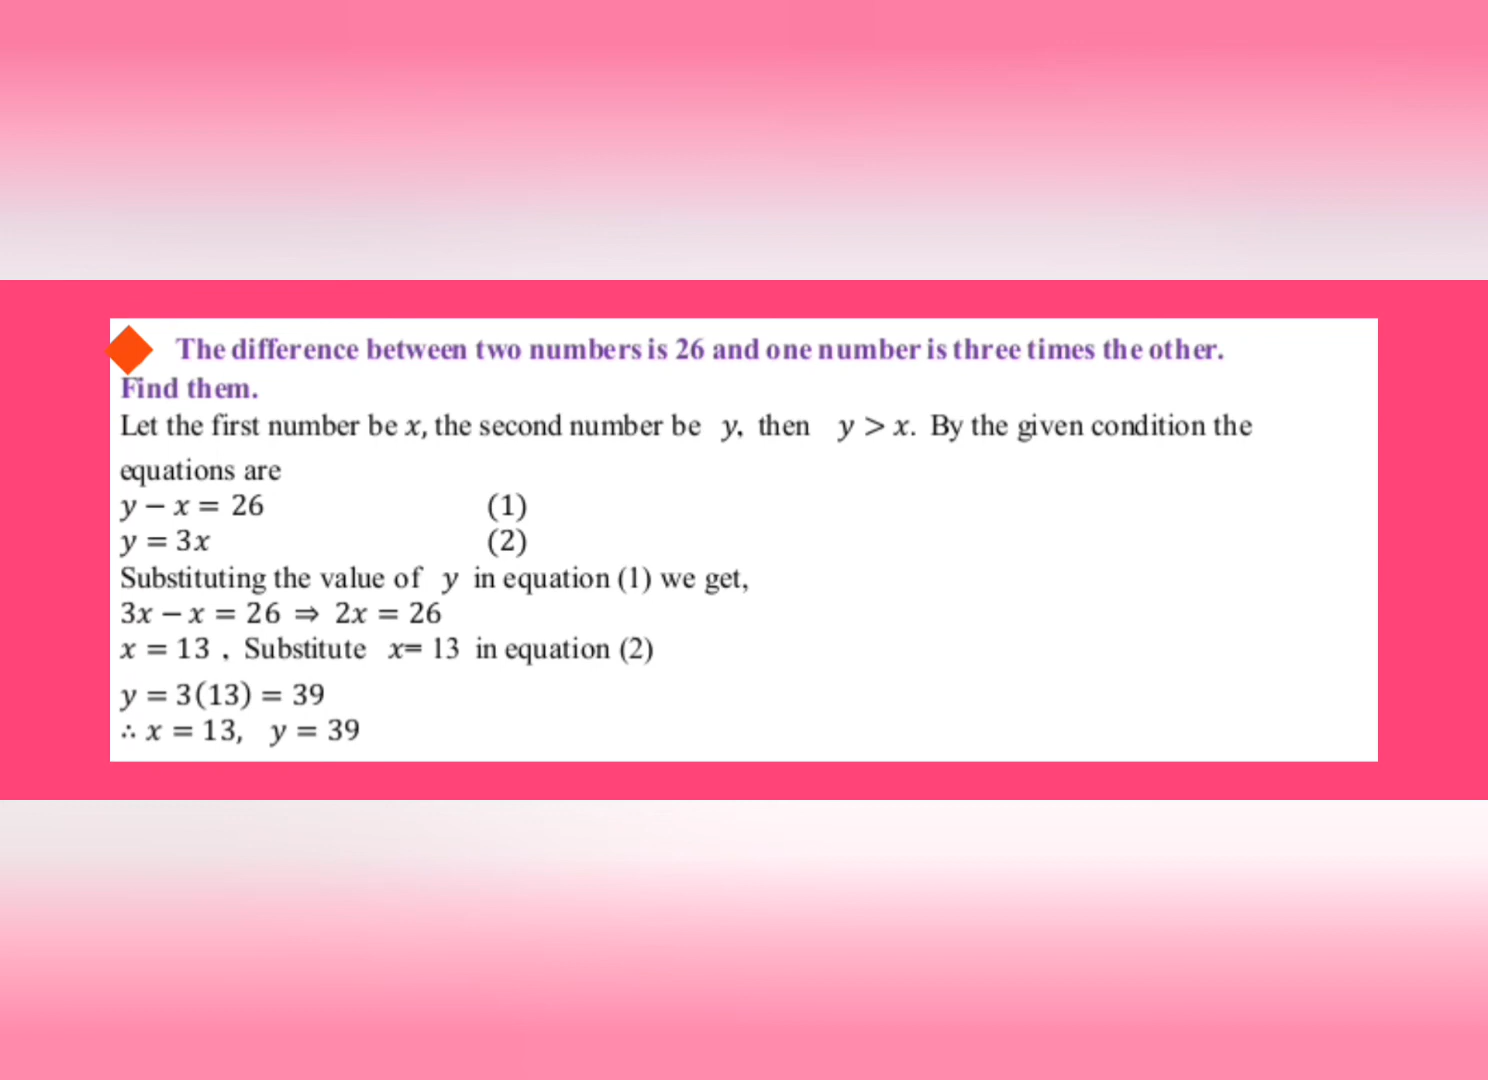 The difference between two numbers is 26 and one number is three times the other.
Find them.
Let the first number be x, the second number be y, then y > x. By the given condition the
equations are
y − x = 26 (1)
y = 3x (2)
Substituting the value of y in equation (1) we get,
3x − x = 26 ⇒ 2x = 26
x = 13 , Substitute x= 13 in equation (2)
y = 3(13) = 39
∴ x = 13, y = 39